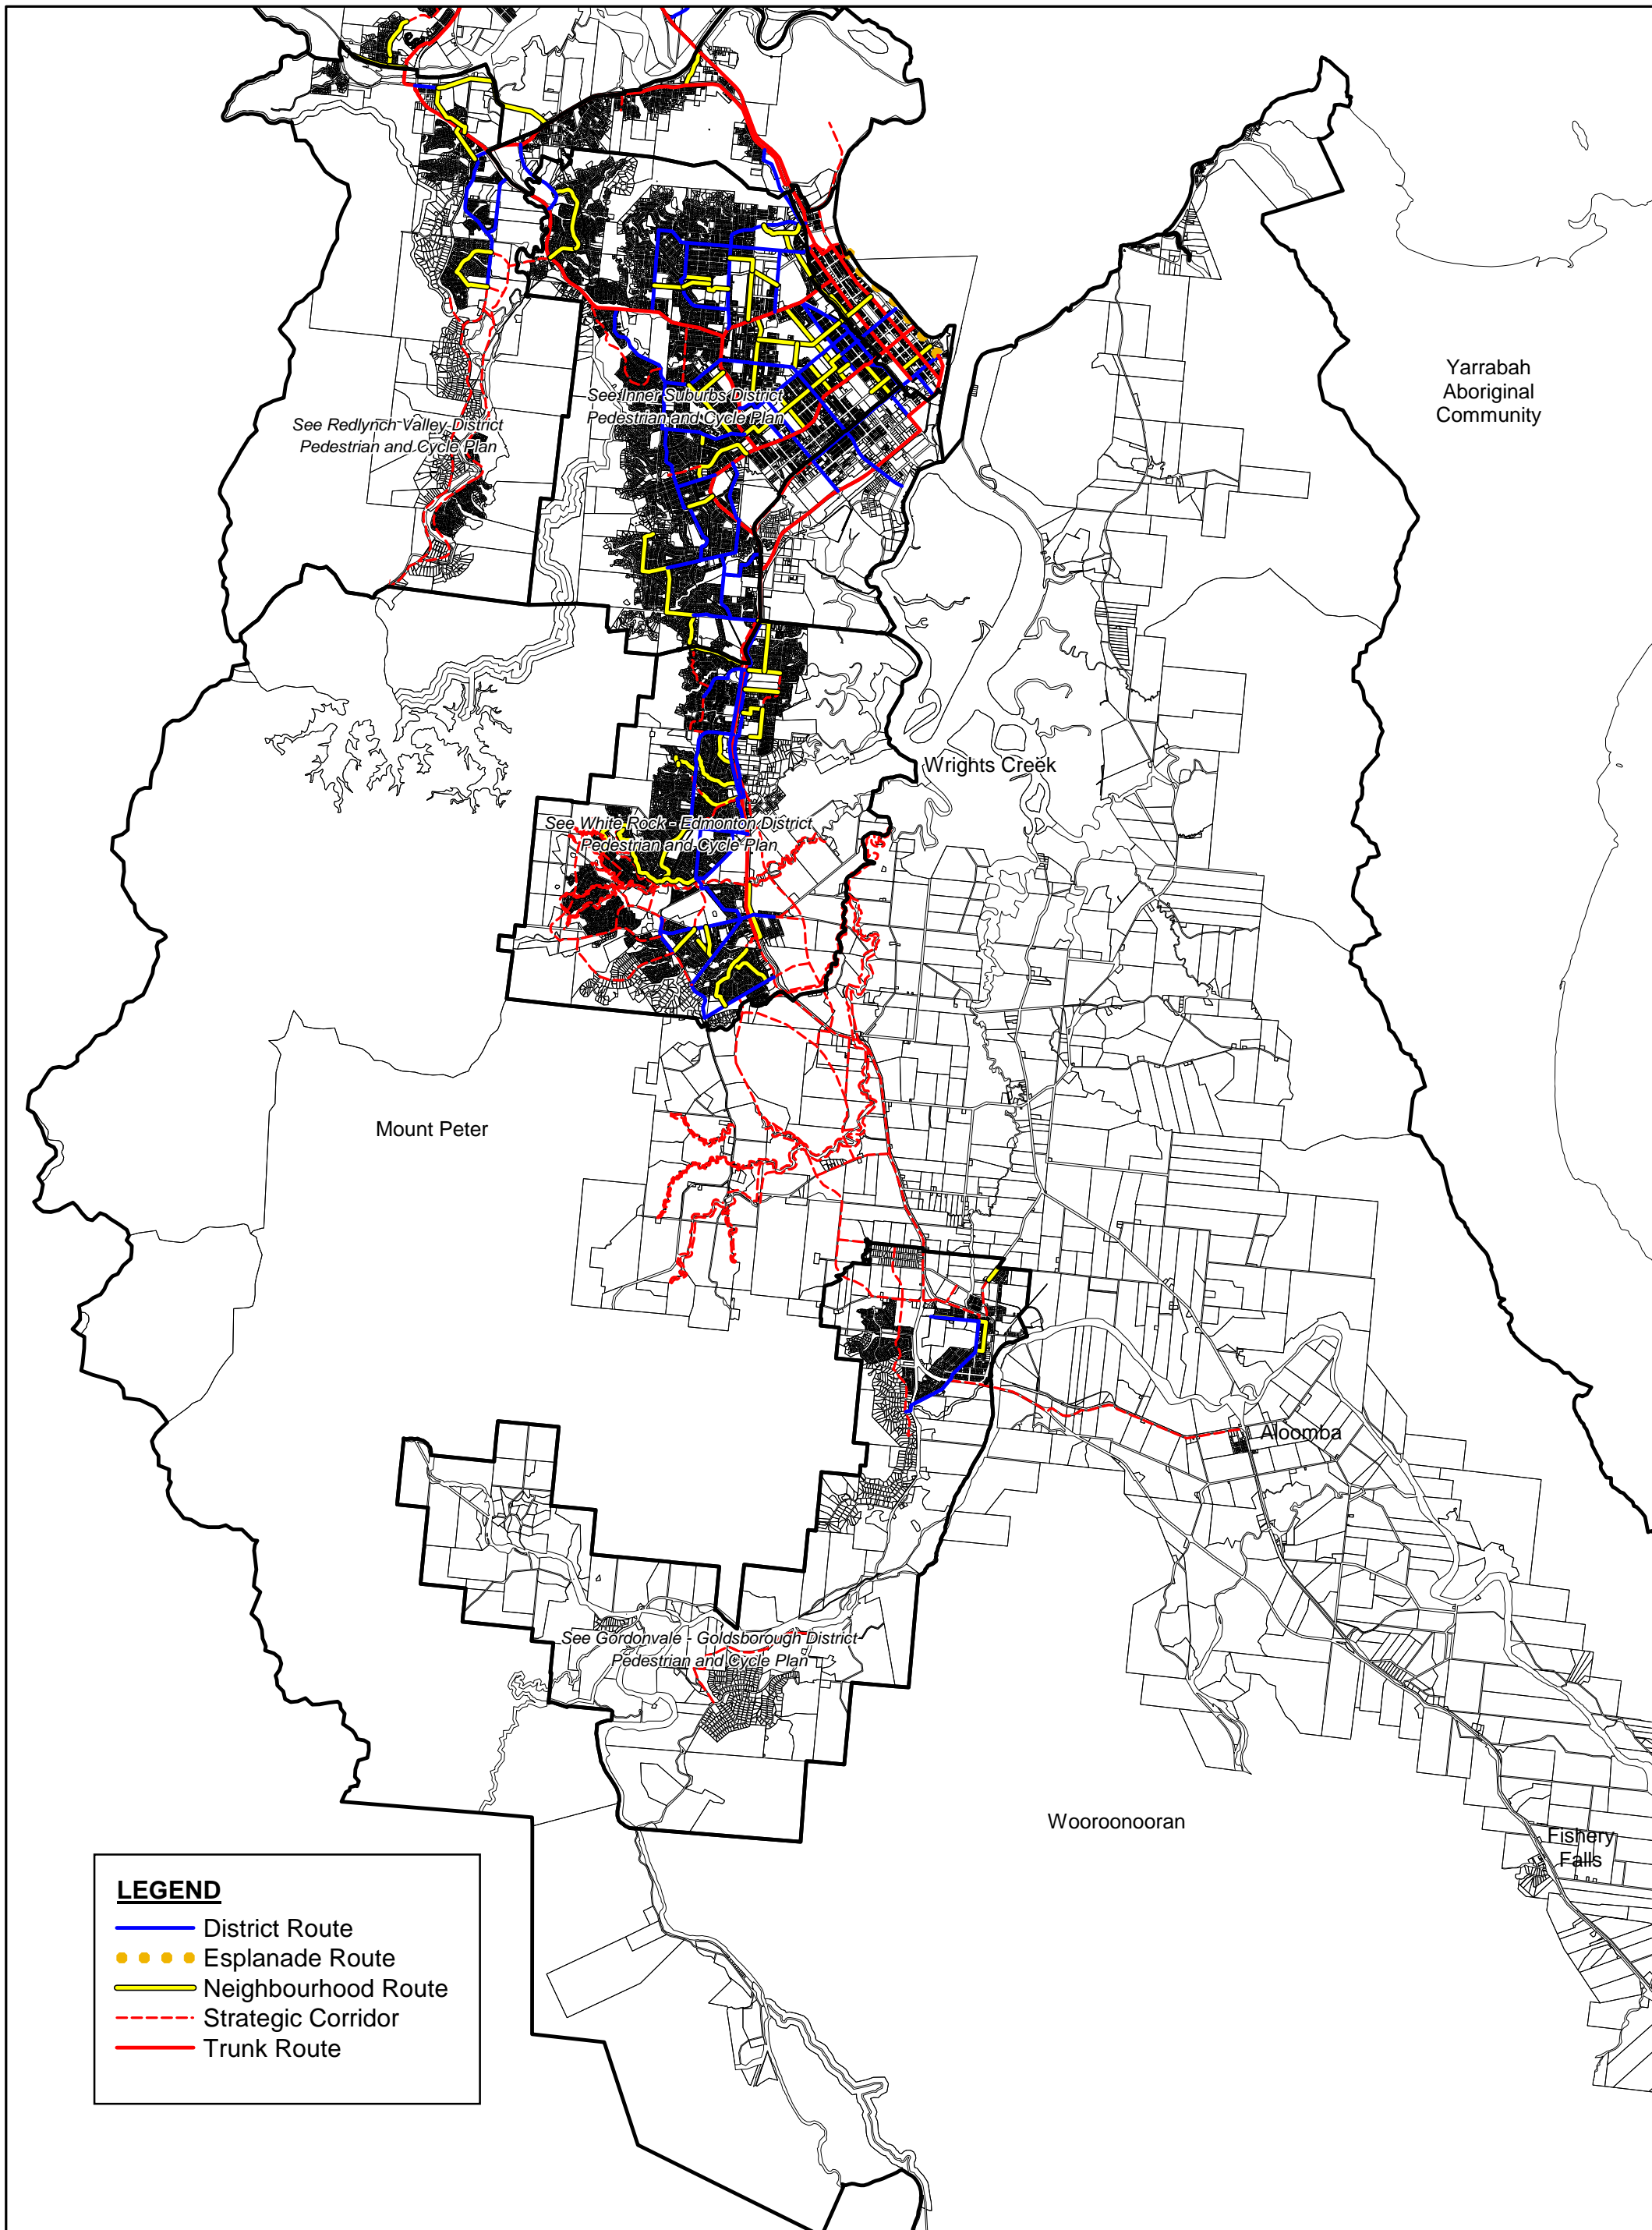 Yarrabah
Aboriginal
Community
See Inner Suburbs District
Pedestrian and Cycle Plan
See Redlynch Valley District
Pedestrian and Cycle Plan
Wrights Creek
See White Rock - Edmonton District
Pedestrian and Cycle Plan
Mount Peter
Aloomba
See Gordonvale - Goldsborough District
Pedestrian and Cycle Plan
Wooroonooran
Fishery
Falls
LEGEND
District Route
Esplanade Route
Neighbourhood Route
Strategic Corridor
Trunk Route